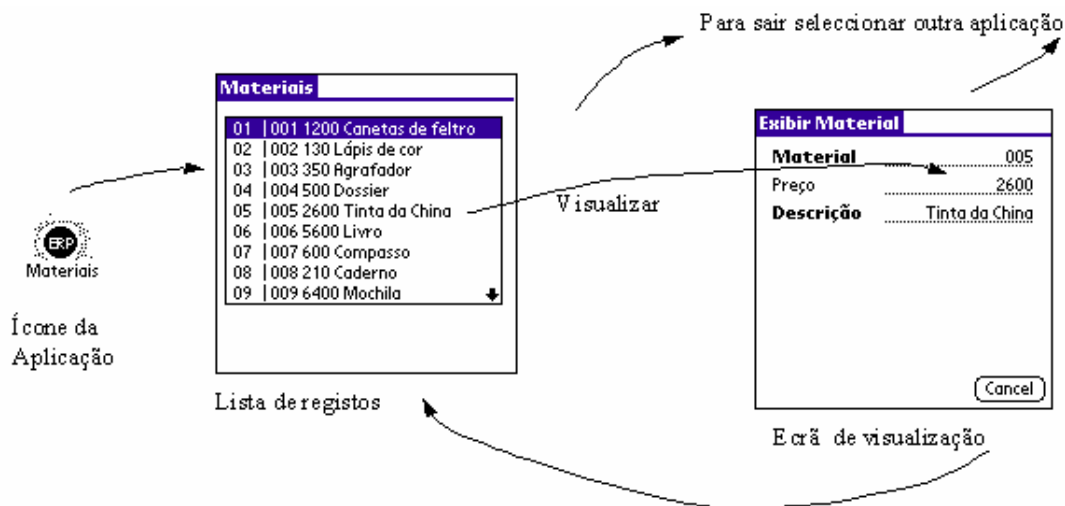 Para sair seleccionar outra aplicação
Materiais
01 | 001 1200 Canetas de feltro
02 | 002 130 Lápis de cor
03 | 003 350 Agrafador
04 | 004 500 Dossier
05 | 005 2600 Tinta da China
06 | 006 5600 Livro
07 | 007 600 Compasso
08 | 008 210 Caderno
09 | 009 6400 Mochila
Visualizar
Exibir Material
Material 005
Preço 2600
Descrição Tinta da China
Cancel
ERP
Materiais
Ícone da
Aplicação
Lista de registos
Ecrã de visualização